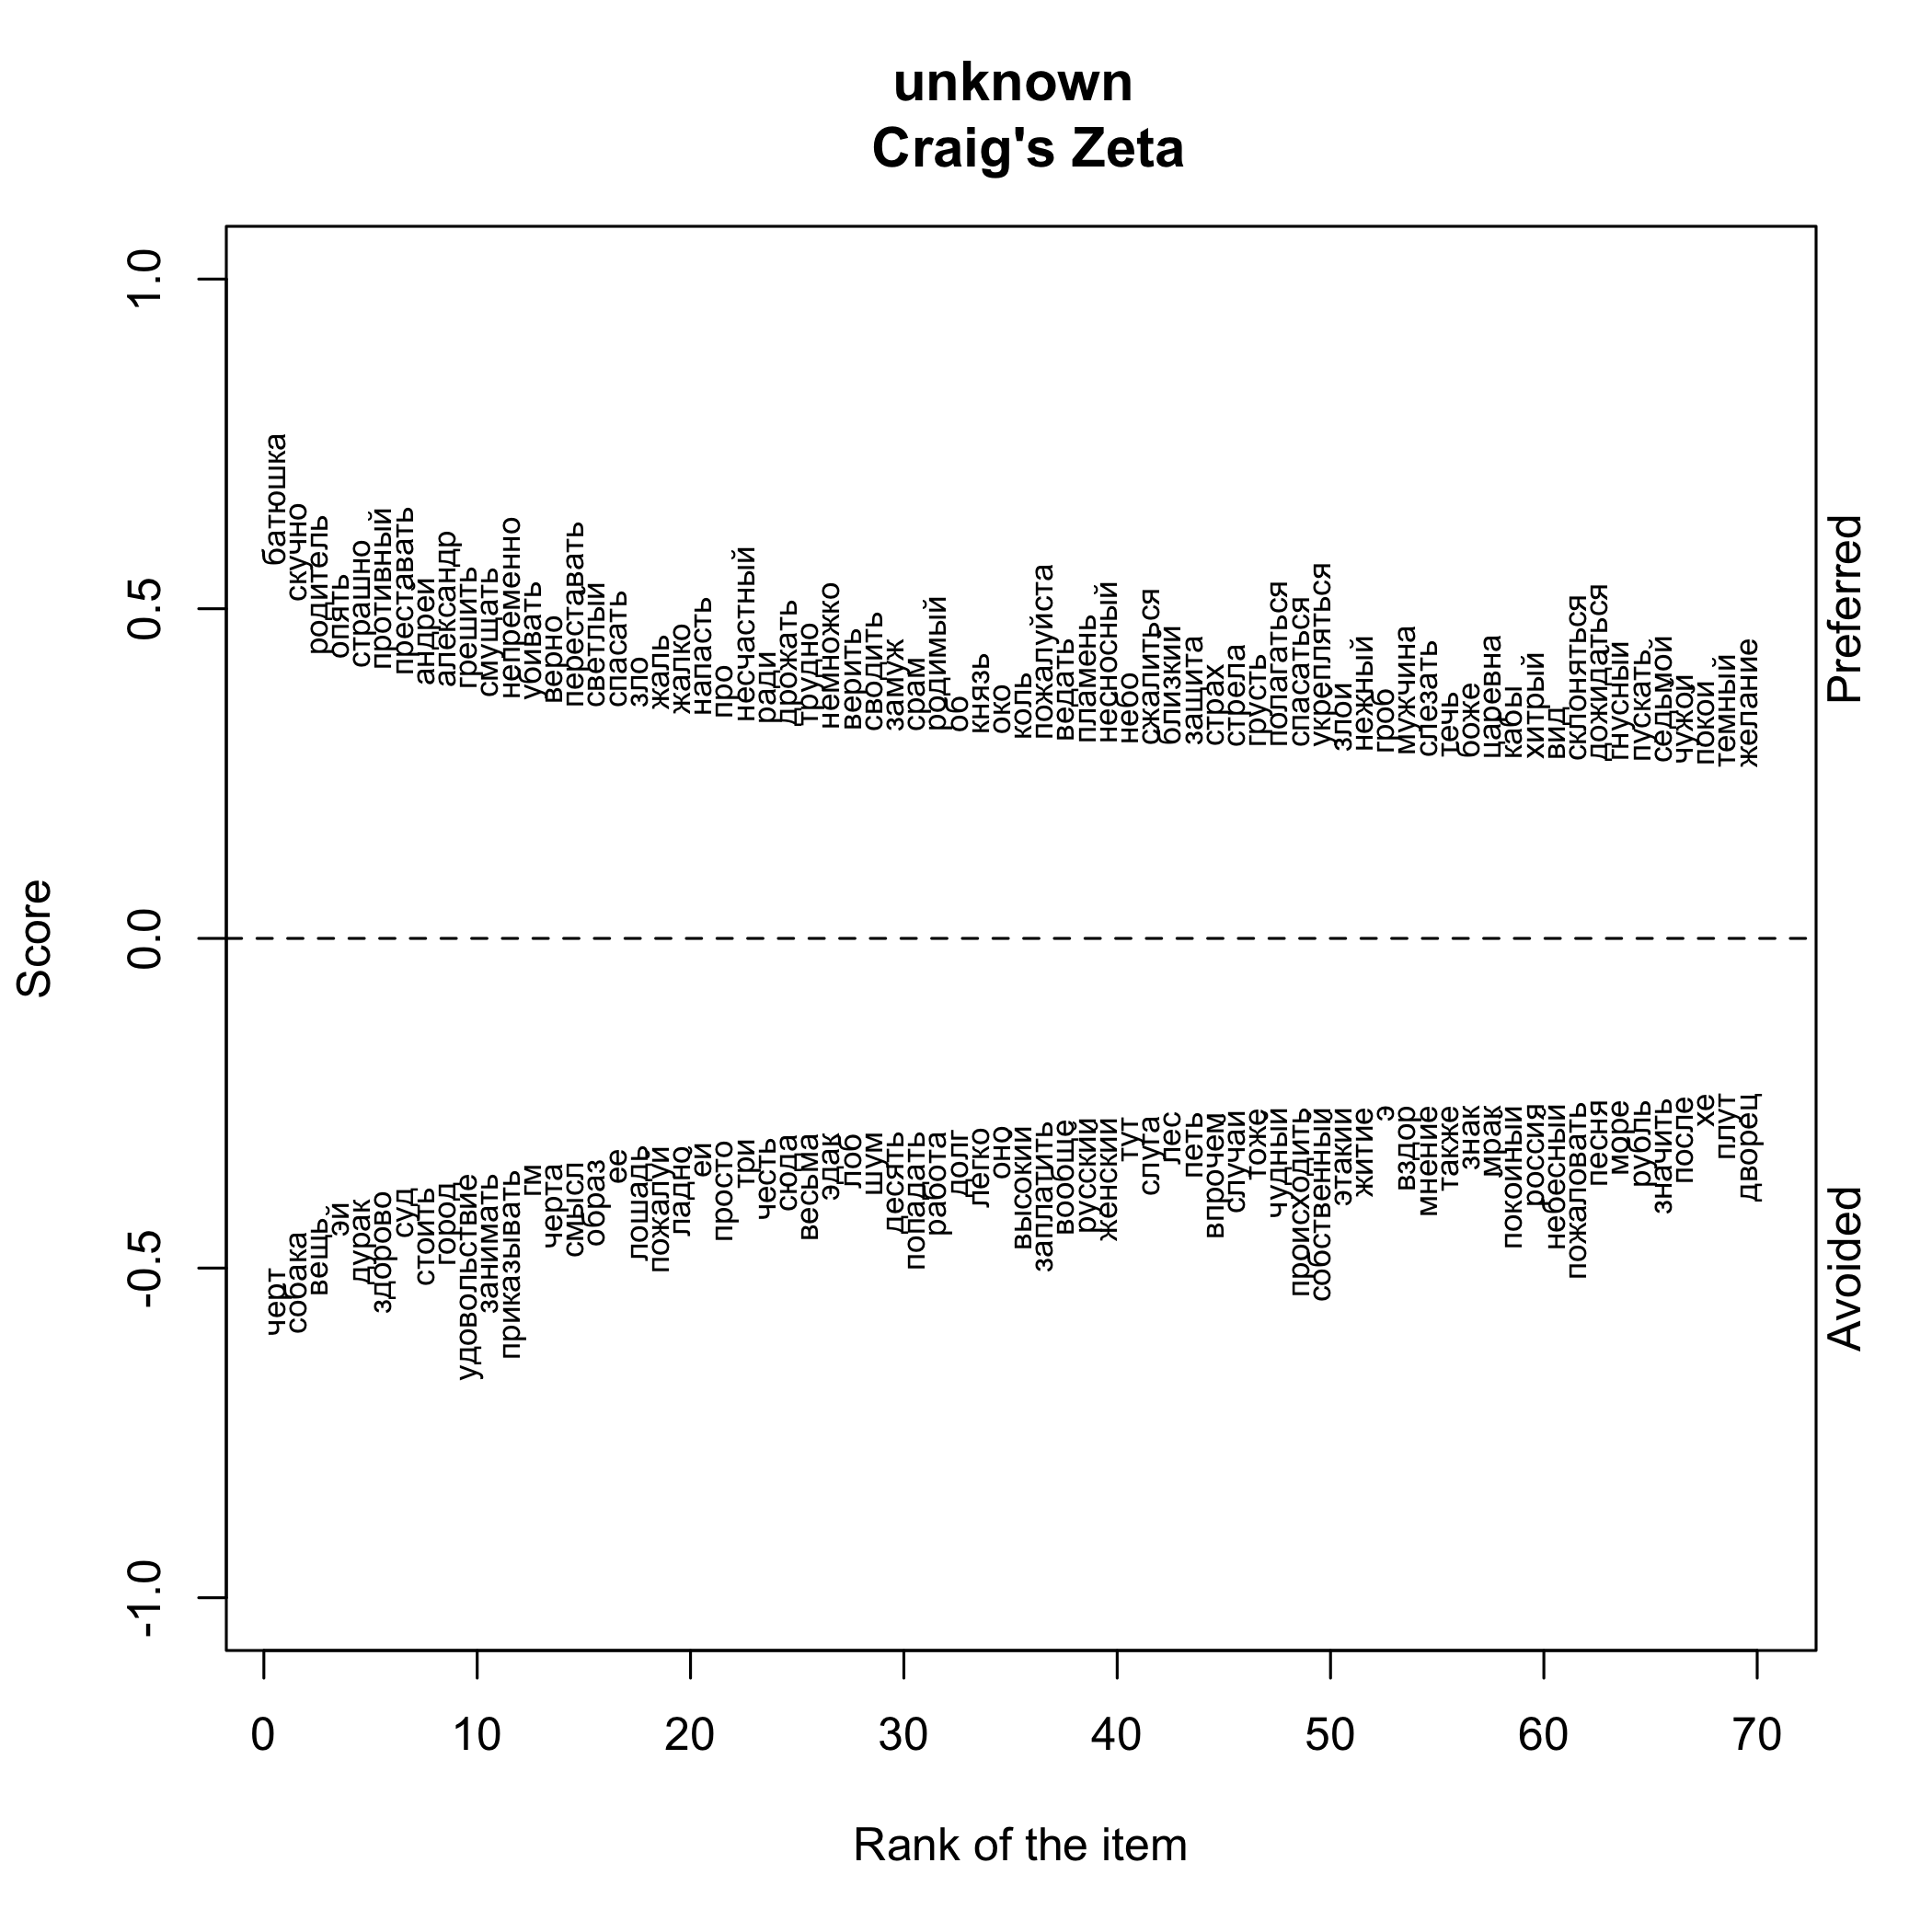 unknown
Craig's Zeta
Score
1.0
0.5
0.0
-0.5
-1.0
батюшка
скучно
родитель
опять
страшно
противный
преставать
андрей
александр
грешить
смущать
непременно
убивать
верно
переставать
светлый
спасать
зло
жаль
жалко
напасть
про
несчастный
ради
дрожать
трудно
немножко
верить
сводить
замуж
срам
родимый
об
князь
око
коль
пожалуйста
ведать
пламень
несносный
небо
сжалиться
близкий
защита
страх
стрела
грусть
полагаться
спасаться
укрепляться
злой
нежный
гроб
мужчина
слезать
течь
боже
царевна
кабы
хитрый
вид
склоняться
дожидаться
гнусный
пускать
седьмой
чужой
покой
темный
желание
Preferred
черт
собака
вещь
эй
дурак
здорово
суд
стоить
город
удовольствие
занимать
приказывать
гм
черта
смысл
образ
ее
лошадь
пожалуй
ладно
ей
просто
три
честь
сюда
весьма
эдак
лоб
шум
десять
попадать
работа
долг
легко
оно
высокий
заплатить
вообще
русский
женский
тут
слуга
лес
петь
впрочем
случай
тоже
чудный
происходить
собственный
этакий
житие
э
вздор
мнение
также
знак
мрак
покойный
россия
небесный
пожаловать
песня
море
рубль
значить
после
хе
плут
дворец
Avoided
0 10 20 30 40 50 60 70
Rank of the item